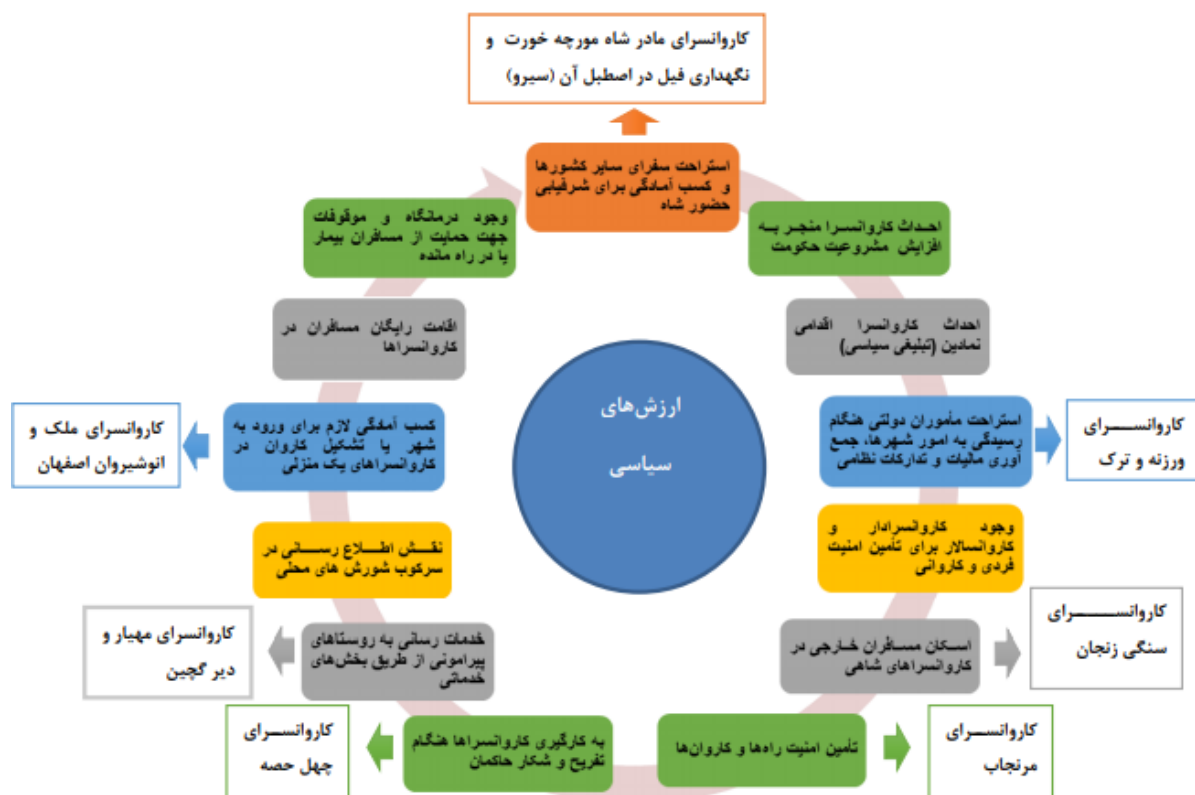 کاروانسرای مادر شاه مورچه خورت و
نگهداری فیل در اصطبل آن (سیرو)
استراحت سفرای سایر کشورها
و کسب آمادگی برای شرفیابی
حضور شاه
احداث کاروانسرا منجر به
افزایش مشروعیت حکومت
احداث کاروانسرا اقدامی
نمادین (تبلیغی سیاسی)
استراحت مأموران دولتی هنگام
رسیدگی به امور شهرها، جمع
آوری مالیات و تدارکات نظامی
کاروانسرای
ورزنه و ترک
وجود کاروانسرادار و
کاروانسالار برای تأمین امنیت
فردی و کاروانی
اسکان مسافران خارجی در
کاروانسراهای شاهی
کاروانسرای
سنگی زنجان
تأمین امنیت راه‌ها و کاروان‌ها
کاروانسرای
مرنجاب
به کارگیری کاروانسراها هنگام
تفریح و شکار حاکمان
کاروانسرای
چهل حصه
خدمات رسانی به روستاهای
پیرامونی از طریق بخش‌های
خدماتی
کاروانسرای مهیار و
دیر گچین
نقش اطلاع رسانی در
سرکوب شورش های محلی
کسب آمادگی لازم برای ورود به
شهر یا تشکیل کاروان در
کاروانسراهای یک منزلی
کاروانسرای ملک و
انوشیروان اصفهان
اقامت رایگان مسافران در
کاروانسراها
وجود درمانگاه و موقوفات
جهت حمایت از مسافران بیمار
یا در راه مانده
ارزش‌های
سیاسی